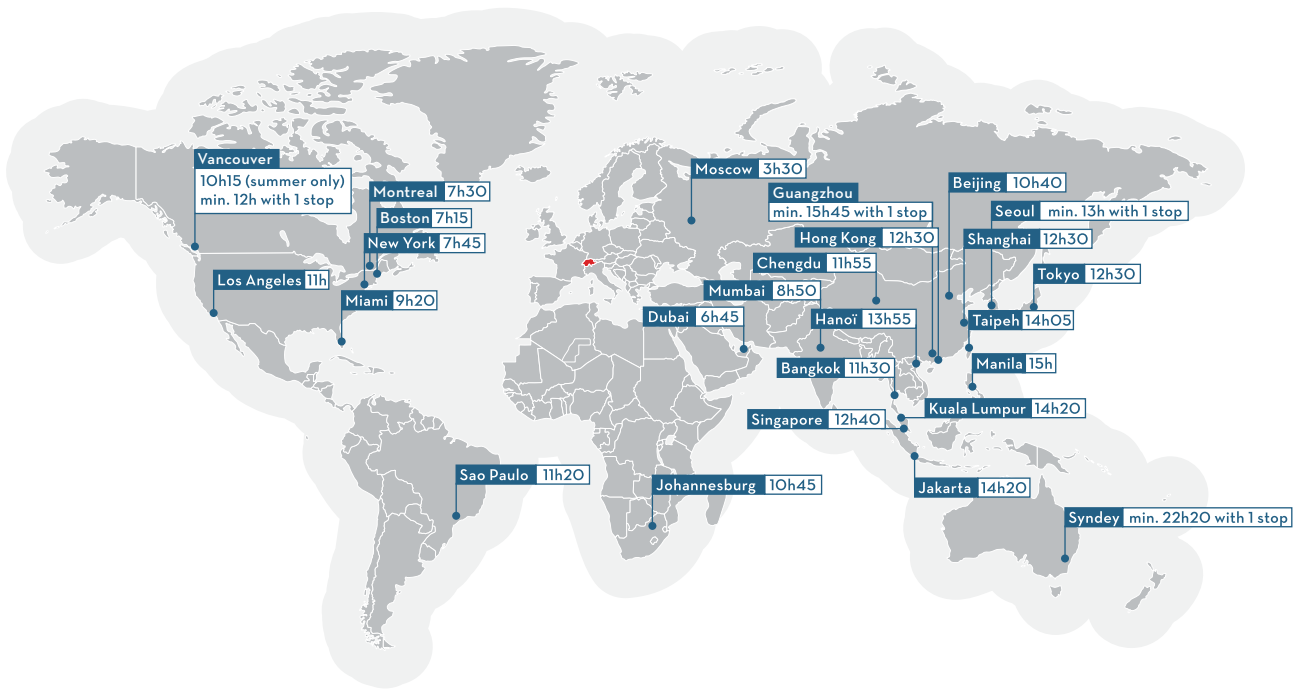 Vancouver
10h15 (summer only)
min. 12h with 1 stop
Montreal 7h30
Boston 7h15
New York 7h45
Los Angeles 11h
Miami 9h20
Sao Paulo 11h20
Moscow 3h30
Guangzhou
min. 15h45 with 1 stop
Hong Kong 12h30
Chengdu 11h55
Mumbai 8h50
Dubai 6h45
Hanoï 13h55
Bangkok 11h30
Singapore 12h40
Johannesburg 10h45
Beijing 10h40
Seoul min. 13h with 1 stop
Shanghai 12h30
Tokyo 12h30
Taipeh 14h05
Manila 15h
Kuala Lumpur 14h20
Jakarta 14h20
Syndey min. 22h20 with 1 stop